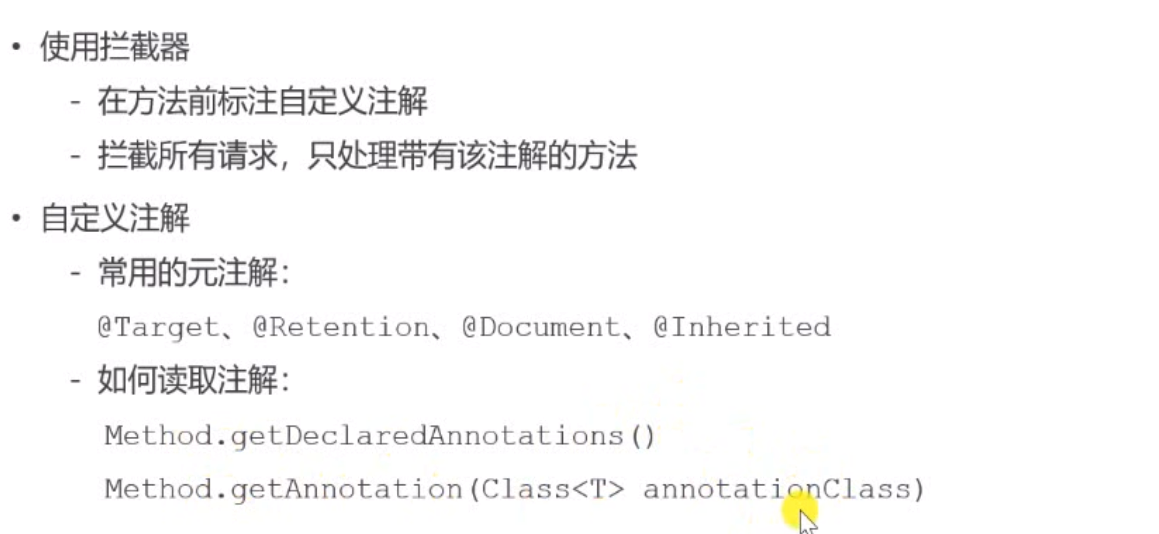 • 使用拦截器
- 在方法前标注自定义注解
- 拦截所有请求，只处理带有该注解的方法
• 自定义注解
- 常用的元注解：
@Target、@Retention、@Document、@Inherited
- 如何读取注解：
Method.getDeclaredAnnotations()
Method.getAnnotation(Class<T> annotationClass)